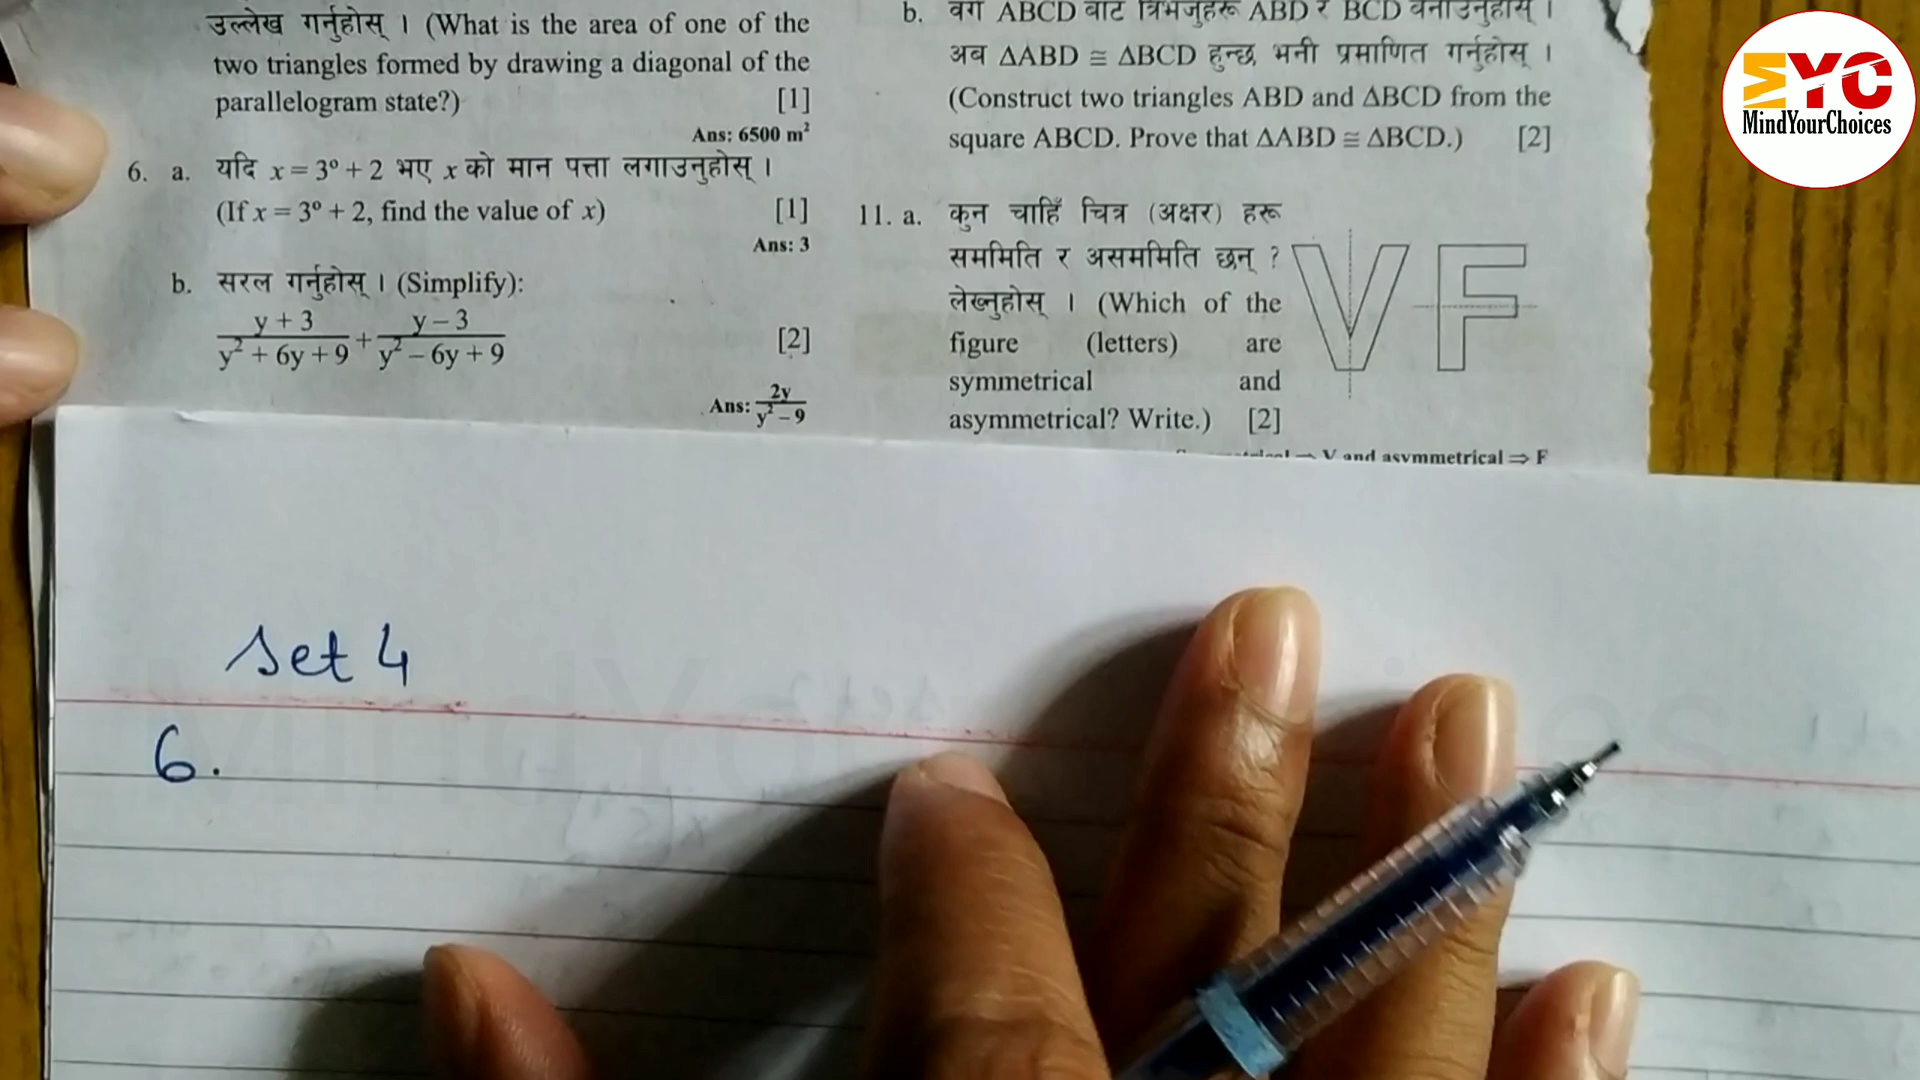 उल्लेख गर्नुहोस् । (What is the area of one of the
two triangles formed by drawing a diagonal of the
parallelogram state?) [1]
Ans: 6500 m²
6. a. यदि x = 3⁰ + 2 भए x को मान पत्ता लगाउनुहोस् ।
(If x = 3⁰ + 2, find the value of x) [1]
Ans: 3
b. सरल गर्नुहोस् । (Simplify):
y + 3 y – 3
+
y² + 6y + 9 y² – 6y + 9 [2]
2y
Ans:
y² – 9
b. वर्ग ABCD बाट त्रिभुजहरू ABD र BCD बनाउनुहोस् ।
अब ΔABD ≅ ΔBCD हुन्छ भनी प्रमाणित गर्नुहोस् ।
(Construct two triangles ABD and ΔBCD from the
square ABCD. Prove that ΔABD ≅ ΔBCD.) [2]
11. a. कुन चाहिँ चित्र (अक्षर) हरू
सममिति र असममिति छन् ?
लेख्नुहोस् । (Which of the
figure (letters) are
symmetrical and
asymmetrical? Write.) [2]
V F
V and asymmetrical ⇒ F
set 4
6.
MYC
MindYourChoices